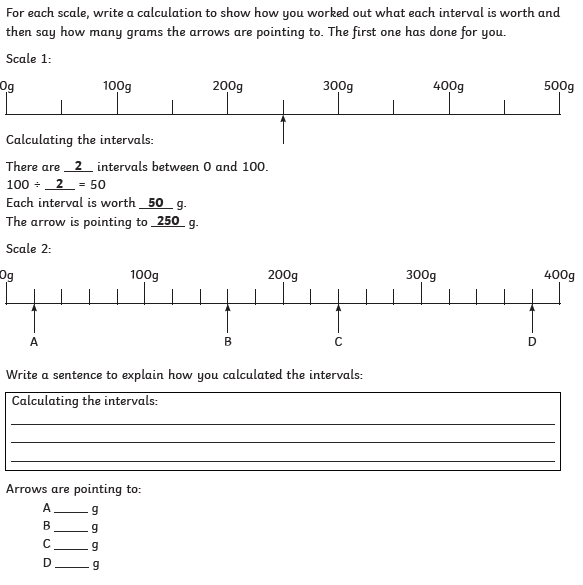 For each scale, write a calculation to show how you worked out what each interval is worth and
then say how many grams the arrows are pointing to. The first one has done for you.
Scale 1:
0g 100g 200g 300g 400g 500g
Calculating the intervals:
There are __2__ intervals between 0 and 100.
100 ÷ __2__ = 50
Each interval is worth __50__ g.
The arrow is pointing to __250__ g.
Scale 2:
0g 100g 200g 300g 400g
A B C D
Write a sentence to explain how you calculated the intervals:
Calculating the intervals:
Arrows are pointing to:
A _____ g
B _____ g
C _____ g
D _____ g